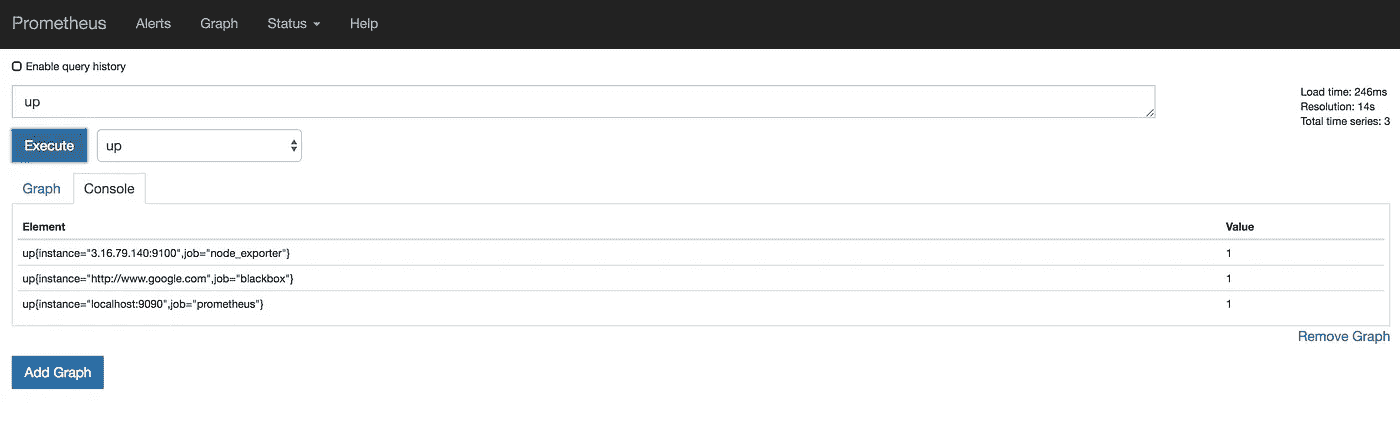 Prometheus Alerts Graph Status Help
Enable query history
up
Load time: 246ms
Resolution: 14s
Total time series: 3
Execute up
Graph Console
Element Value
up{instance="3.16.79.140:9100",job="node_exporter"} 1
up{instance="http://www.google.com",job="blackbox"} 1
up{instance="localhost:9090",job="prometheus"} 1
Remove Graph
Add Graph